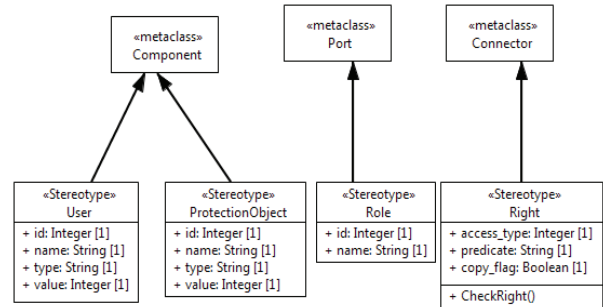 «metaclass»
Component
«metaclass»
Port
«metaclass»
Connector
«Stereotype»
User
+ id: Integer [1]
+ name: String [1]
+ type: String [1]
+ value: Integer [1]
«Stereotype»
ProtectionObject
+ id: Integer [1]
+ name: String [1]
+ type: String [1]
+ value: Integer [1]
«Stereotype»
Role
+ id: Integer [1]
+ name: String [1]
«Stereotype»
Right
+ access_type: Integer [1]
+ predicate: String [1]
+ copy_flag: Boolean [1]
+ CheckRight()